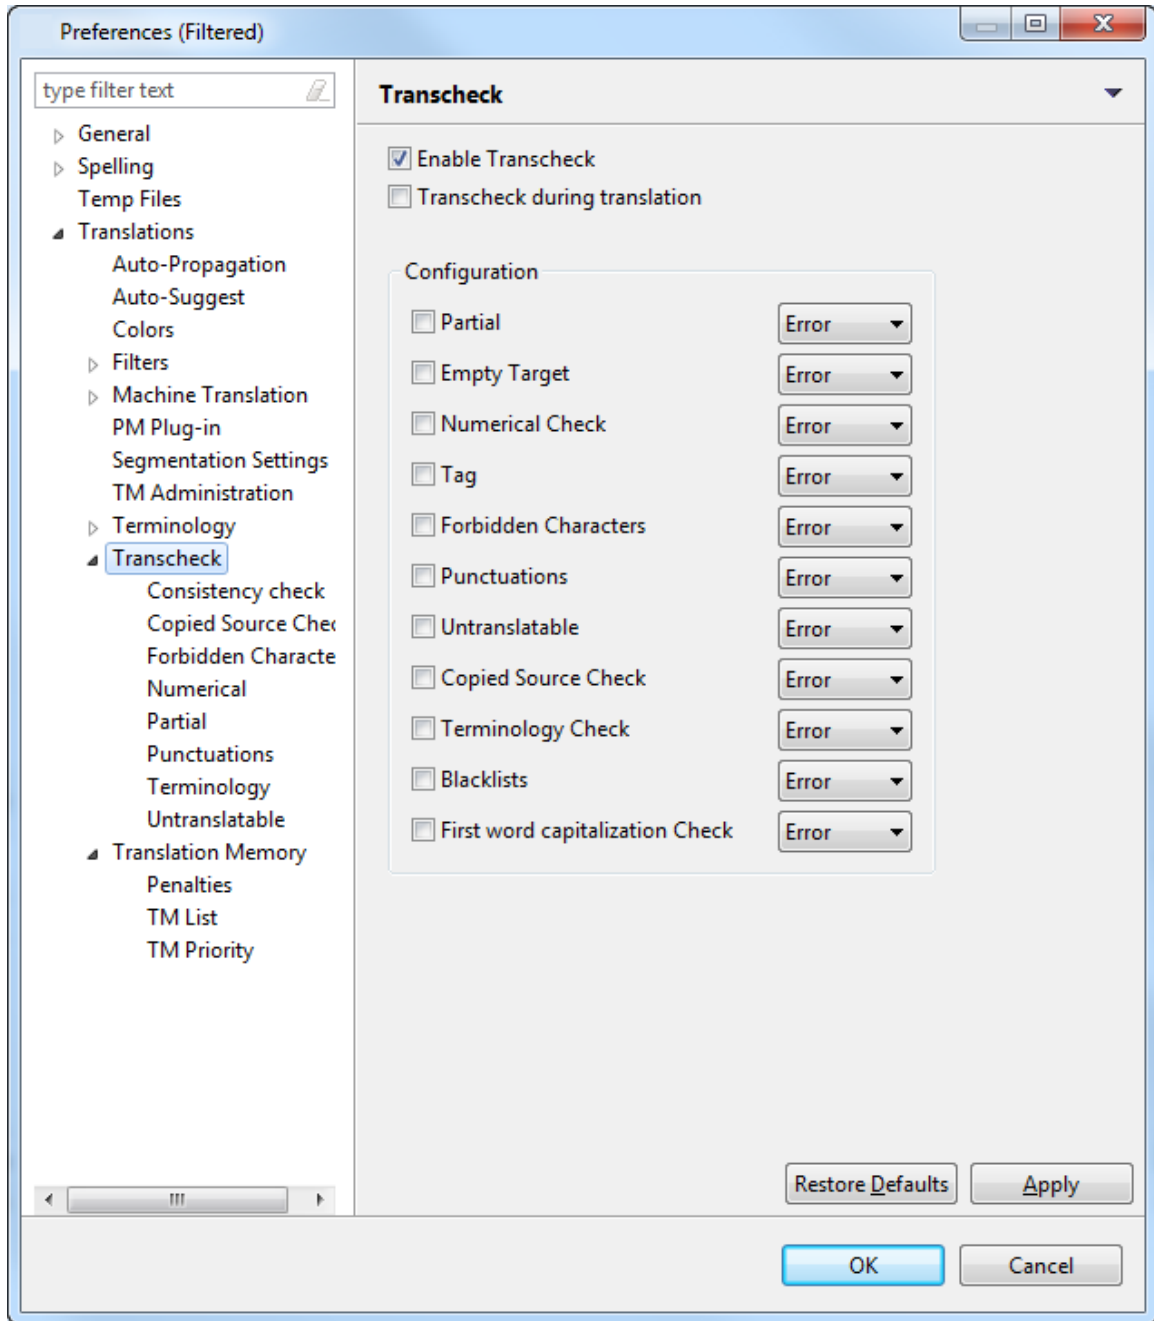 Preferences (Filtered)
type filter text
General
Spelling
Temp Files
Translations
Auto-Propagation
Auto-Suggest
Colors
Filters
Machine Translation
PM Plug-in
Segmentation Settings
TM Administration
Terminology
Transcheck
Consistency check
Copied Source Chec
Forbidden Characte
Numerical
Partial
Punctuations
Terminology
Untranslatable
Translation Memory
Penalties
TM List
TM Priority
Transcheck
Enable Transcheck
Transcheck during translation
Configuration
Partial Error
Empty Target Error
Numerical Check Error
Tag Error
Forbidden Characters Error
Punctuations Error
Untranslatable Error
Copied Source Check Error
Terminology Check Error
Blacklists Error
First word capitalization Check Error
Restore Defaults Apply
OK Cancel